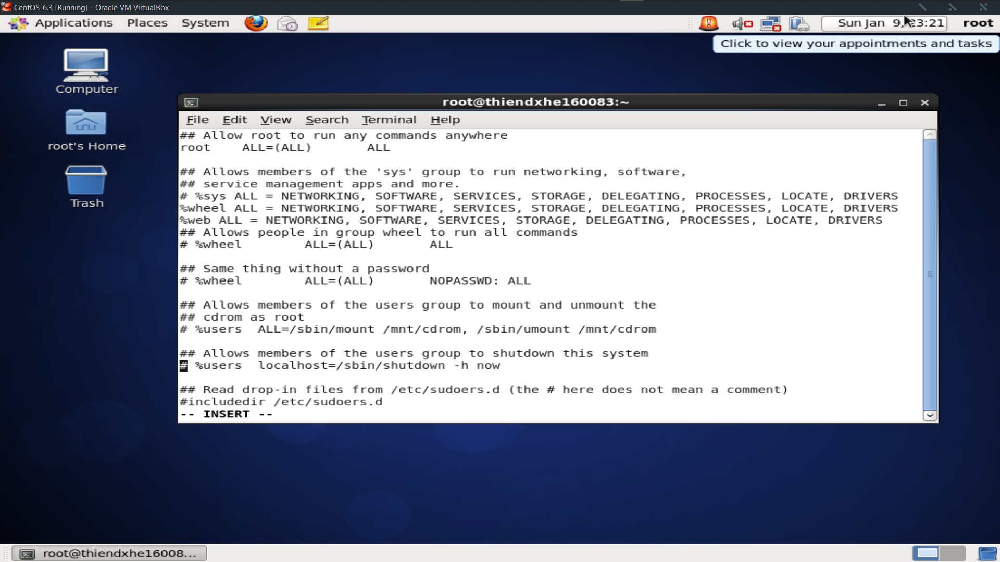 CentOS_6.3 [Running] - Oracle VM VirtualBox
Applications Places System
Sun Jan 9, 23:21 root
Click to view your appointments and tasks
Computer
root's Home
Trash
root@thiendxhe160083:~
File Edit View Search Terminal Help
## Allow root to run any commands anywhere
root ALL=(ALL) ALL
## Allows members of the 'sys' group to run networking, software,
## service management apps and more.
# %sys ALL = NETWORKING, SOFTWARE, SERVICES, STORAGE, DELEGATING, PROCESSES, LOCATE, DRIVERS
%wheel ALL = NETWORKING, SOFTWARE, SERVICES, STORAGE, DELEGATING, PROCESSES, LOCATE, DRIVERS
%web ALL = NETWORKING, SOFTWARE, SERVICES, STORAGE, DELEGATING, PROCESSES, LOCATE, DRIVERS
## Allows people in group wheel to run all commands
# %wheel ALL=(ALL) ALL
## Same thing without a password
# %wheel ALL=(ALL) NOPASSWD: ALL
## Allows members of the users group to mount and unmount the
## cdrom as root
# %users ALL=/sbin/mount /mnt/cdrom, /sbin/umount /mnt/cdrom
## Allows members of the users group to shutdown this system
# %users localhost=/sbin/shutdown -h now
## Read drop-in files from /etc/sudoers.d (the # here does not mean a comment)
#includedir /etc/sudoers.d
-- INSERT --
root@thiendxhe16008...